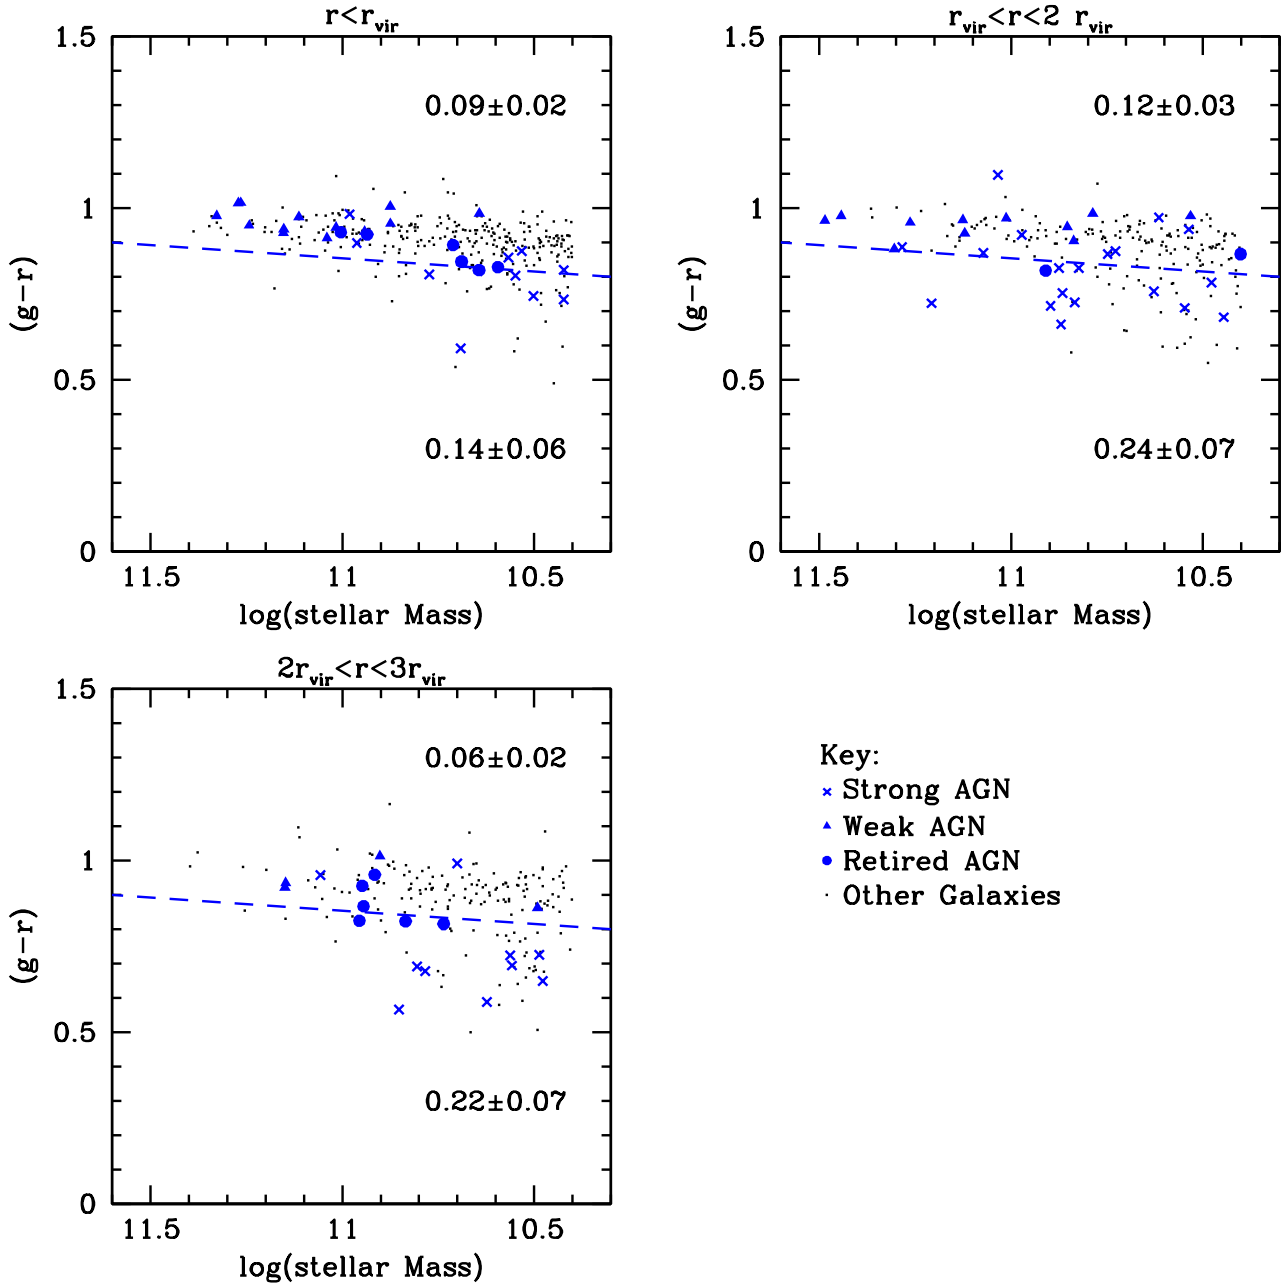 r<r_vir
1.5
1
0.5
0
0.09±0.02
0.14±0.06
(g−r)
11.5 11 10.5
log(stellar Mass)
r_vir<r<2 r_vir
1.5
1
0.5
0
0.12±0.03
0.24±0.07
(g−r)
11.5 11 10.5
log(stellar Mass)
2r_vir<r<3r_vir
1.5
1
0.5
0
0.06±0.02
0.22±0.07
(g−r)
11.5 11 10.5
log(stellar Mass)
Key:
Strong AGN
Weak AGN
Retired AGN
Other Galaxies